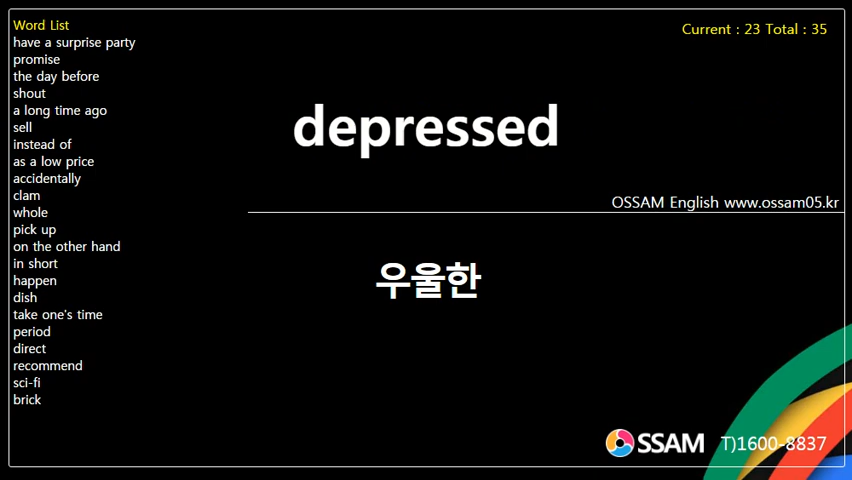 Word List
have a surprise party
promise
the day before
shout
a long time ago
sell
instead of
as a low price
accidentally
clam
whole
pick up
on the other hand
in short
happen
dish
take one's time
period
direct
recommend
sci-fi
brick
Current : 23 Total : 35
depressed
OSSAM English www.ossam05.kr
우울한
OSSAM T)1600-8837